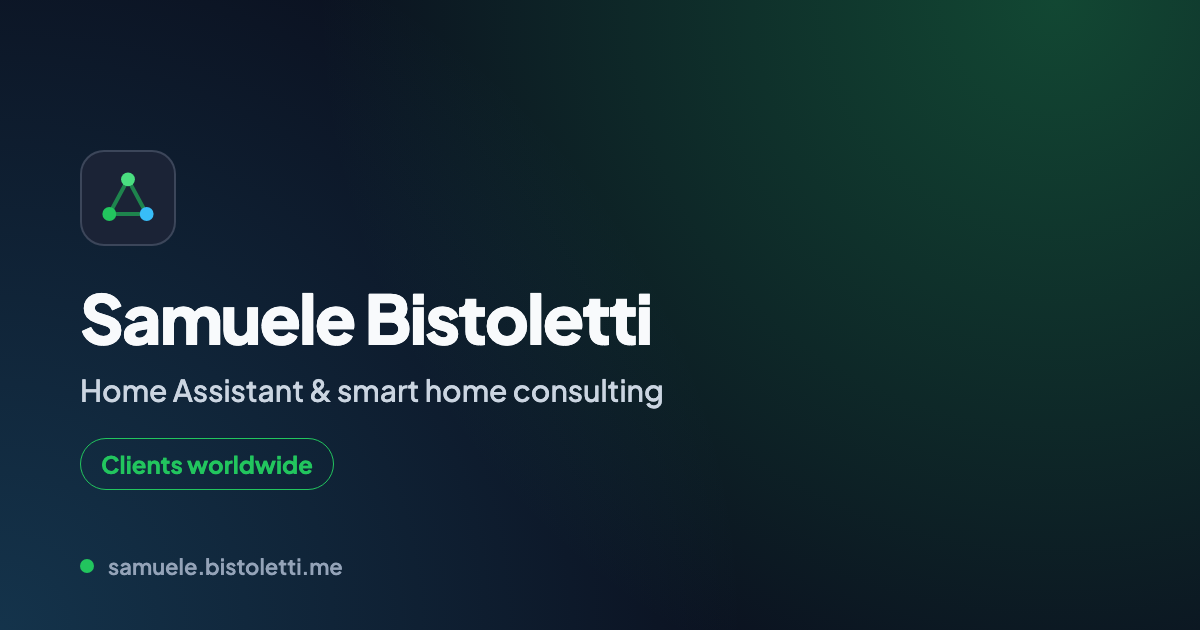 Samuele Bistoletti
Home Assistant & smart home consulting
Clients worldwide
samuele.bistoletti.me